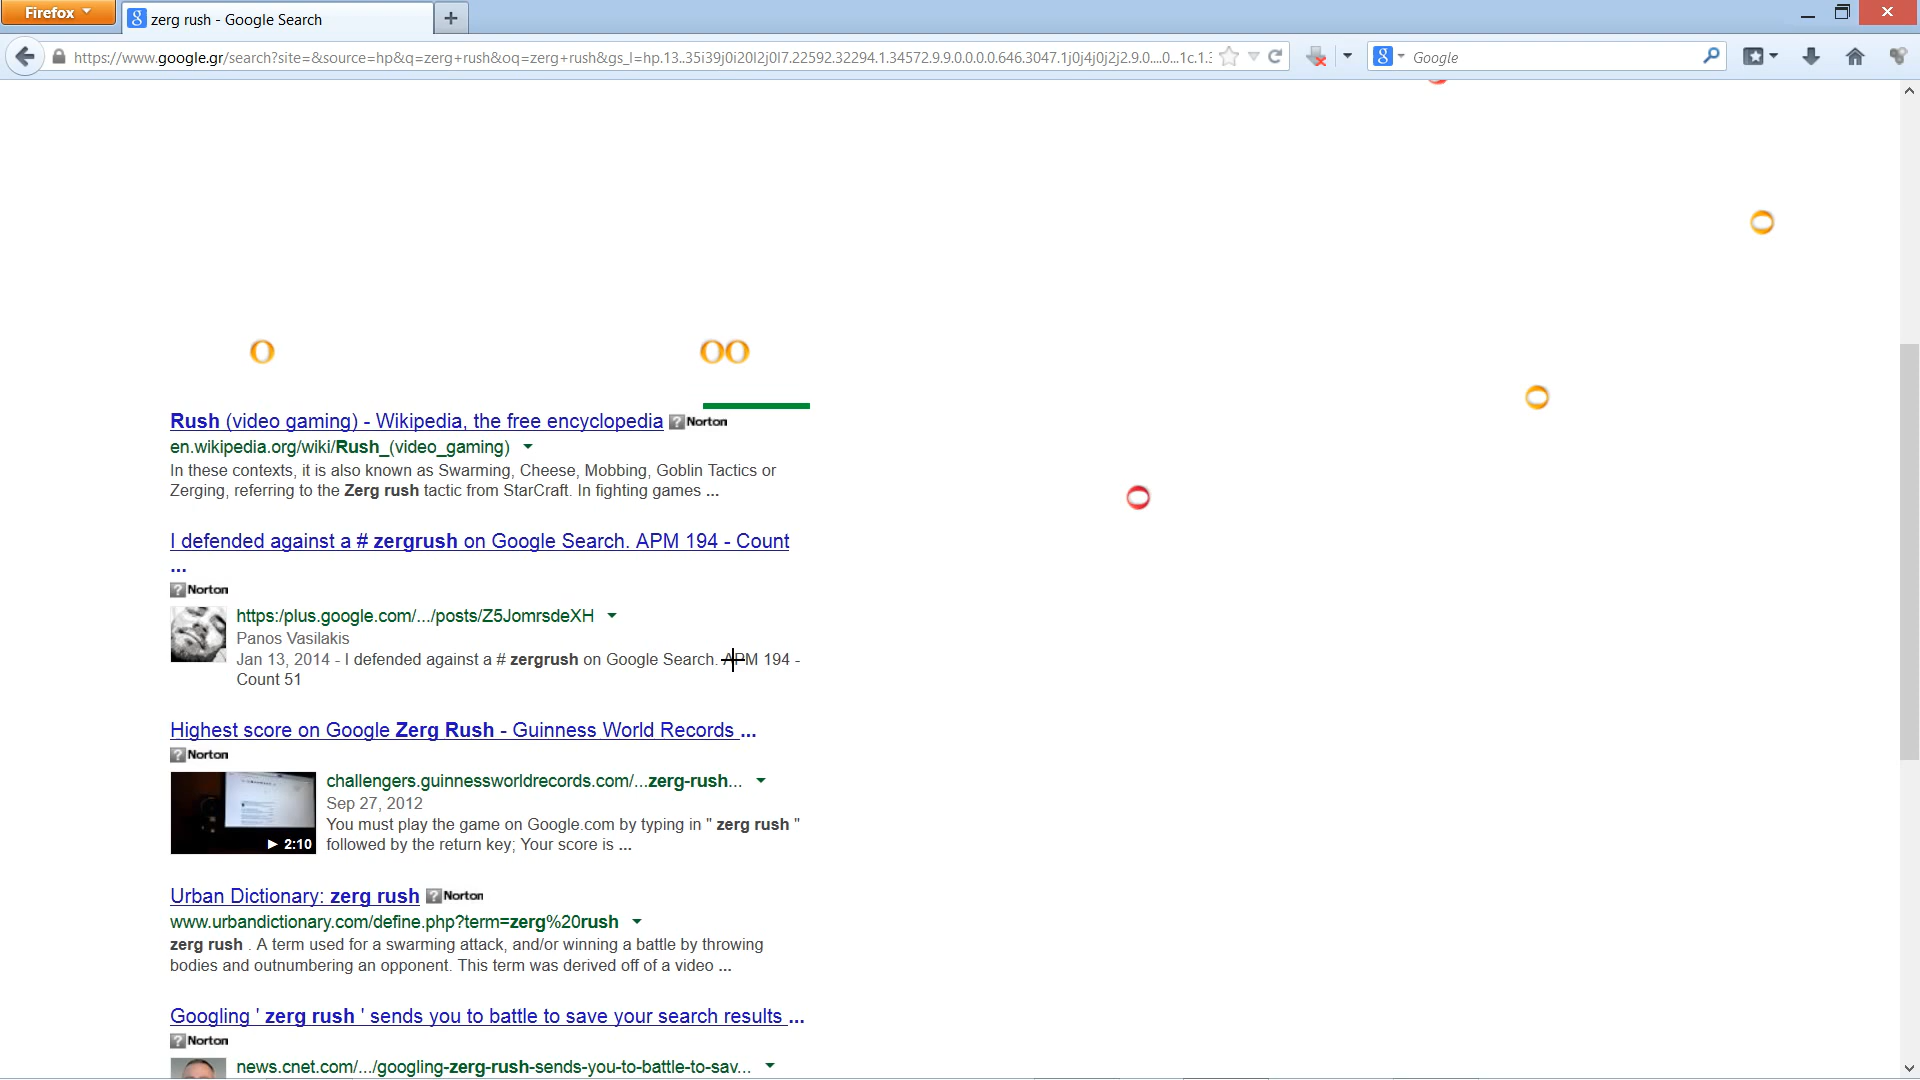 Firefox
zerg rush - Google Search
https://www.google.gr/search?site=&source=hp&q=zerg+rush&oq=zerg+rush&gs_l=hp.13..35i39j0i20l2j0l7.22592.32294.1.34572.9.9.0.0.0.0.646.3047.1j0j4j0j2j2.9.0....0...1c.1.:
Google
Rush (video gaming) - Wikipedia, the free encyclopedia Norton
en.wikipedia.org/wiki/Rush_(video_gaming)
In these contexts, it is also known as Swarming, Cheese, Mobbing, Goblin Tactics or
Zerging, referring to the Zerg rush tactic from StarCraft. In fighting games ...
I defended against a # zergrush on Google Search. APM 194 - Count
...
Norton
https:/plus.google.com/.../posts/Z5JomrsdeXH
Panos Vasilakis
Jan 13, 2014 - I defended against a # zergrush on Google Search. APM 194 -
Count 51
Highest score on Google Zerg Rush - Guinness World Records ...
Norton
challengers.guinnessworldrecords.com/...zerg-rush...
Sep 27, 2012
You must play the game on Google.com by typing in " zerg rush "
followed by the return key; Your score is ...
2:10
Urban Dictionary: zerg rush Norton
www.urbandictionary.com/define.php?term=zerg%20rush
zerg rush . A term used for a swarming attack, and/or winning a battle by throwing
bodies and outnumbering an opponent. This term was derived off of a video ...
Googling ' zerg rush ' sends you to battle to save your search results ...
Norton
news.cnet.com/.../googling-zerg-rush-sends-you-to-battle-to-sav...